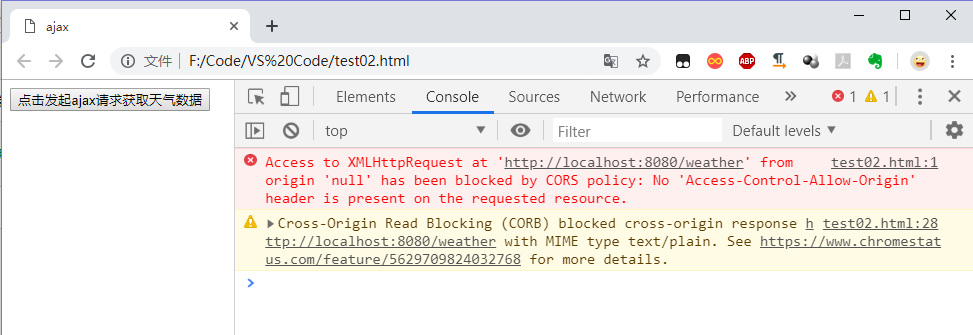 ajax
文件 F:/Code/VS%20Code/test02.html ABP
点击发起ajax请求获取天气数据
Elements Console Sources Network Performance 1 1
top Filter Default levels
Access to XMLHttpRequest at 'http://localhost:8080/weather' from test02.html:1
origin 'null' has been blocked by CORS policy: No 'Access-Control-Allow-Origin'
header is present on the requested resource.
Cross-Origin Read Blocking (CORB) blocked cross-origin response h test02.html:28
ttp://localhost:8080/weather with MIME type text/plain. See https://www.chromestat
us.com/feature/5629709824032768 for more details.